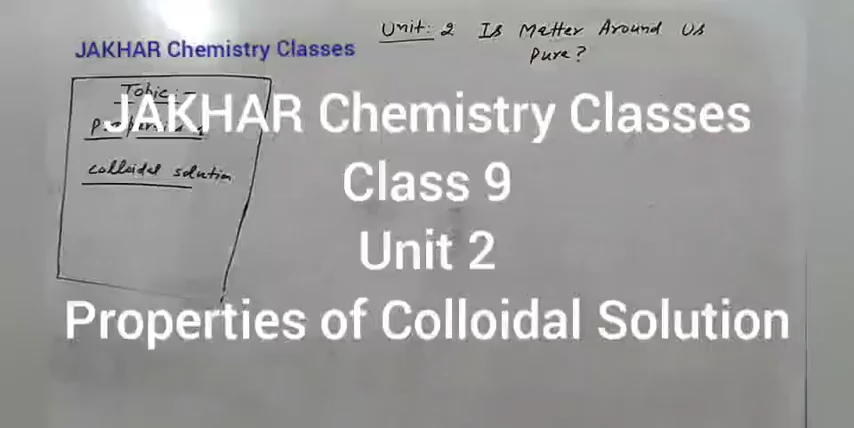 Unit: 2 Is Matter Around Us
Pure?
JAKHAR Chemistry Classes
Topic :-
colloidal solution
JAKHAR Chemistry Classes
Class 9
Unit 2
Properties of Colloidal Solution